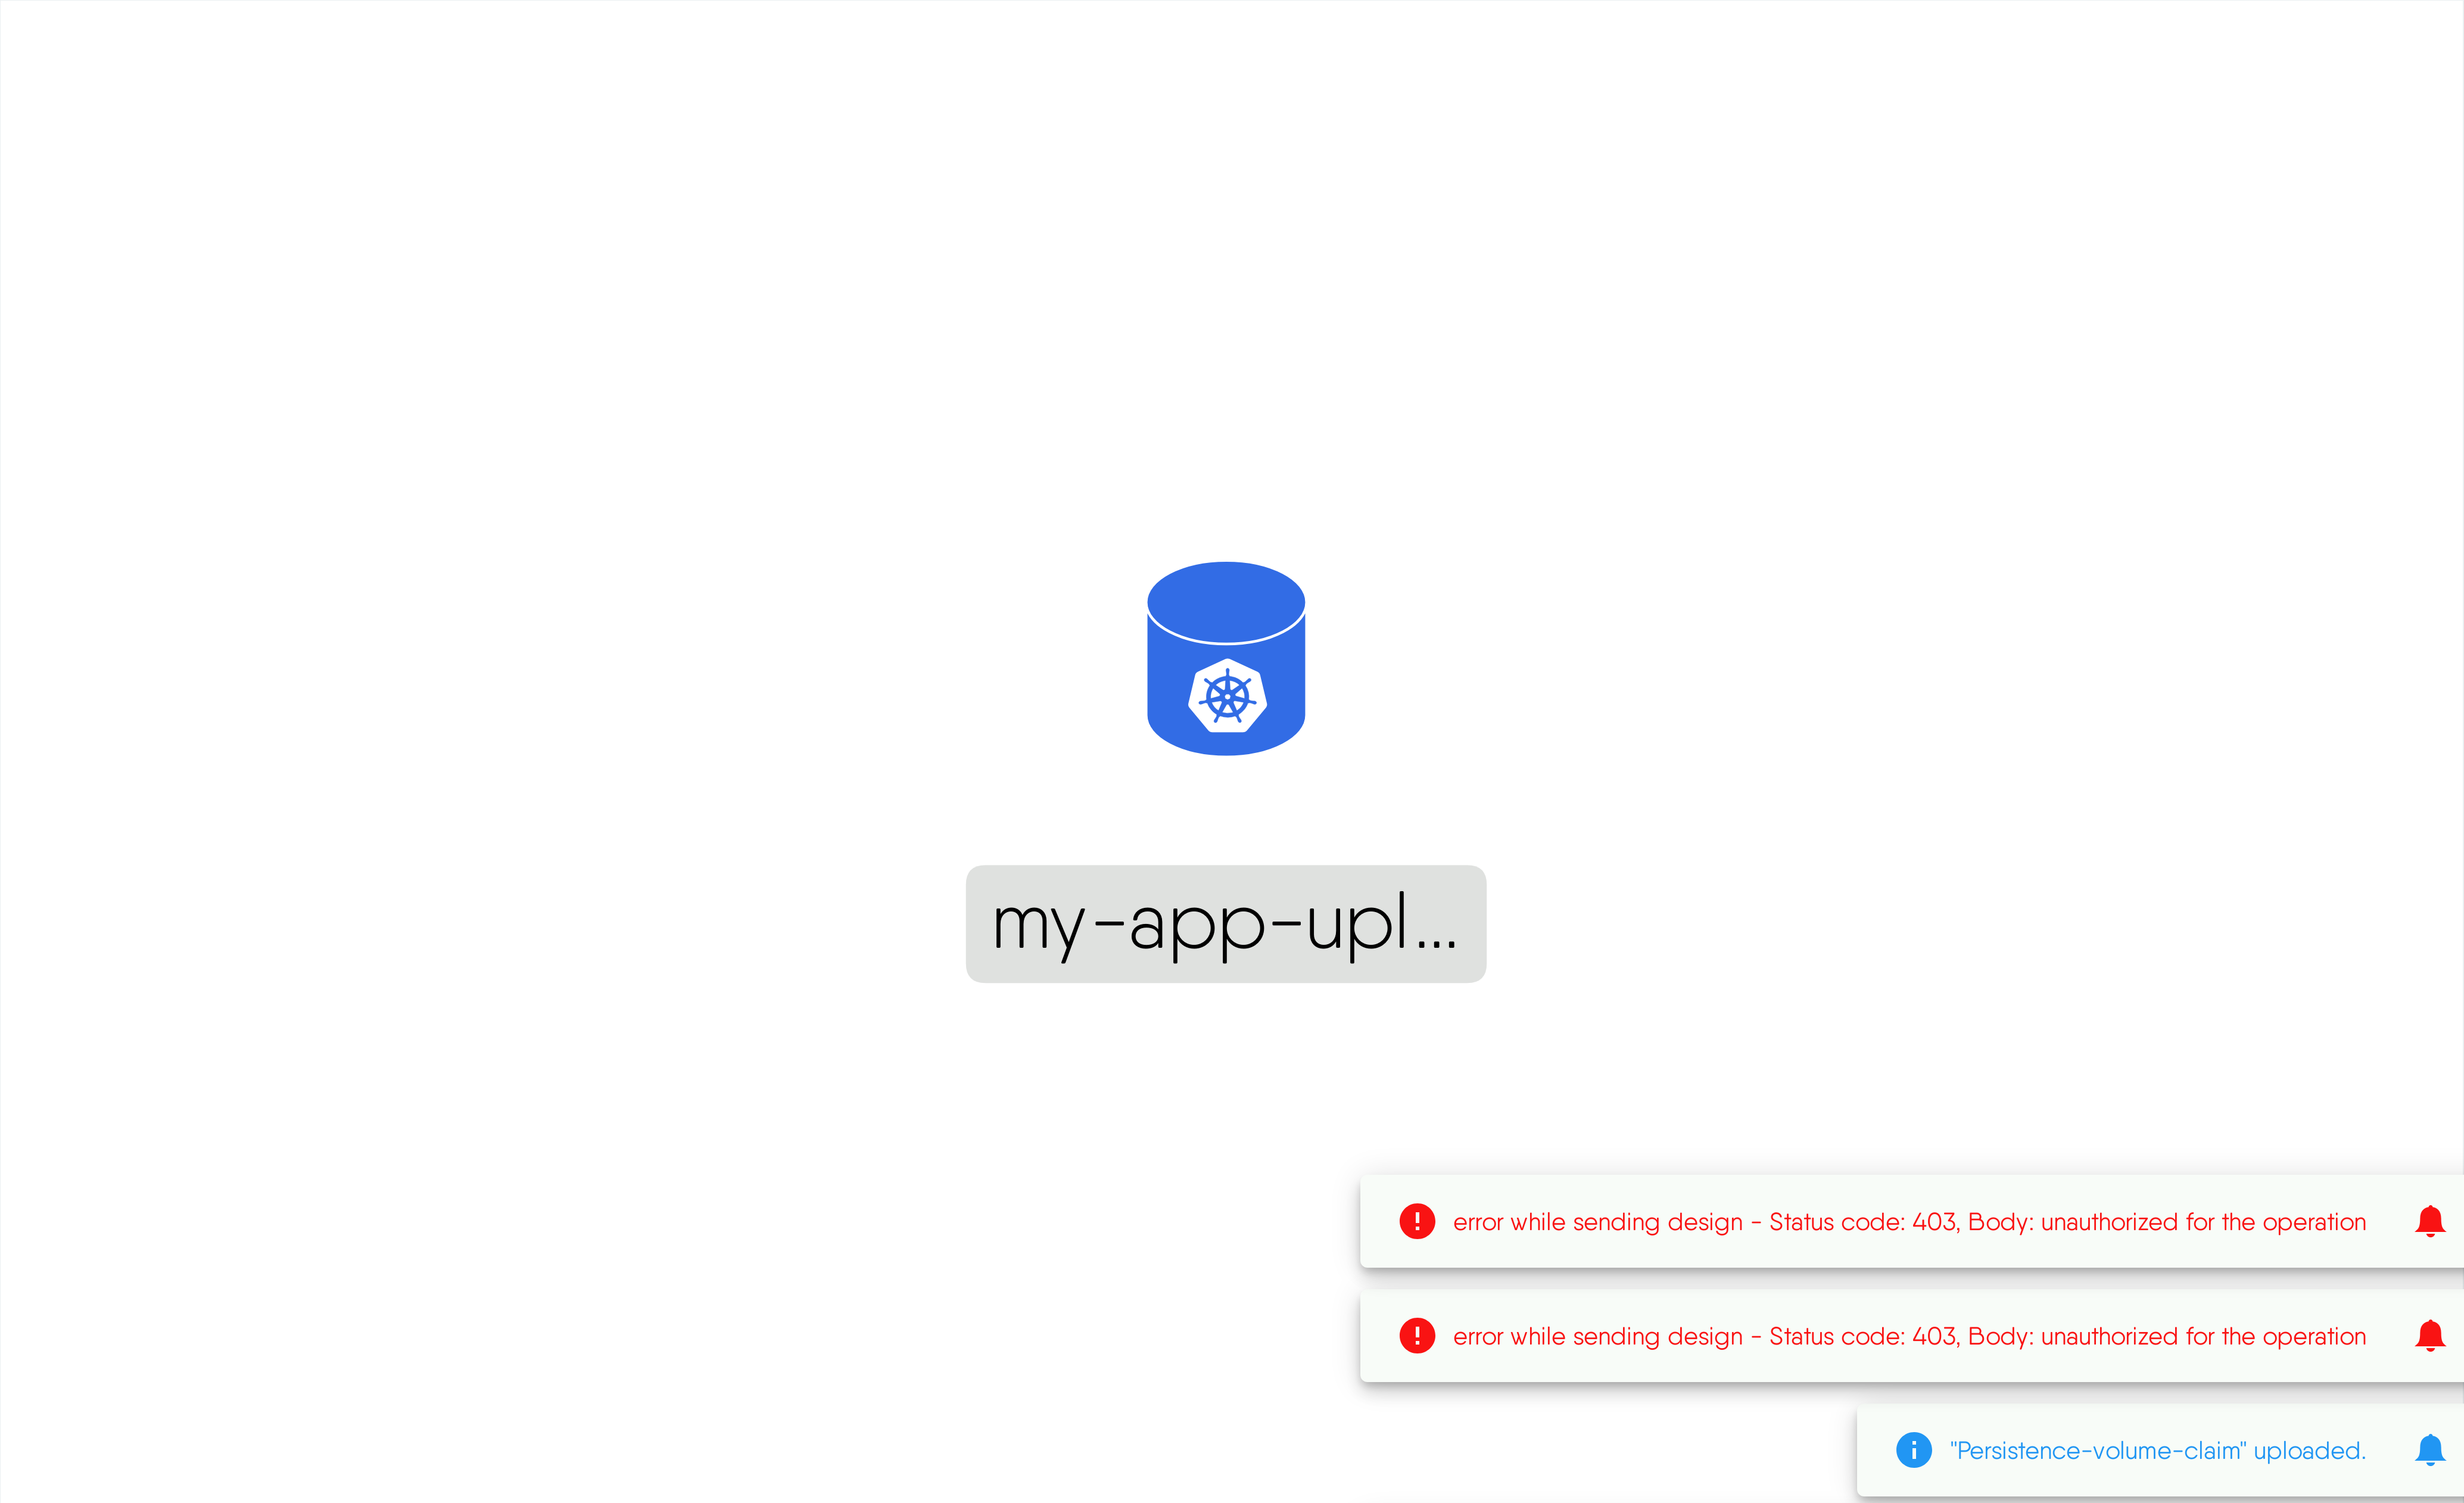 my-app-upl...
error while sending design - Status code: 403, Body: unauthorized for the operation
error while sending design - Status code: 403, Body: unauthorized for the operation
"Persistence-volume-claim" uploaded.